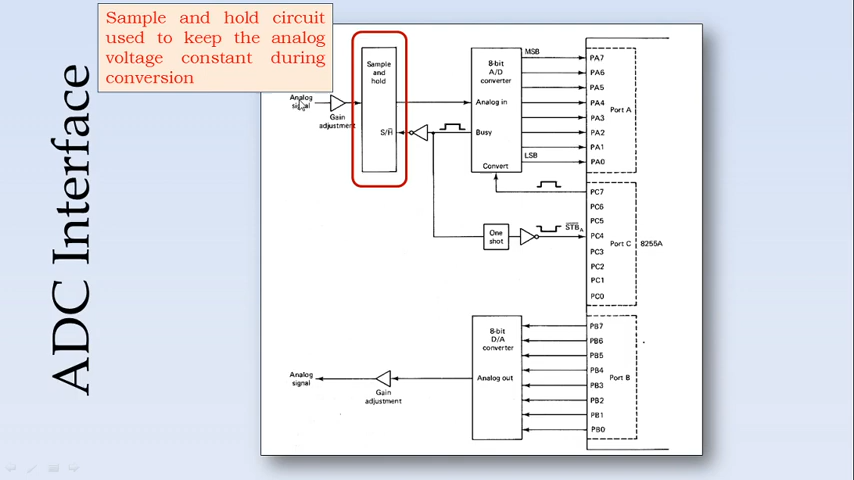 Sample and hold circuit
used to keep the analog
voltage constant during
conversion
ADC Interface
Analog
signal
Gain
adjustment
Sample
and
hold
S/H̅
8-bit
A/D
converter
Analog in
Busy
Convert
MSB
LSB
PA7
PA6
PA5
PA4
PA3
PA2
PA1
PA0
Port A
PC7
PC6
PC5
PC4
PC3
PC2
PC1
PC0
Port C
8255A
One
shot
S̅T̅B̅A
8-bit
D/A
converter
Analog out
PB7
PB6
PB5
PB4
PB3
PB2
PB1
PB0
Port B
Analog
signal
Gain
adjustment